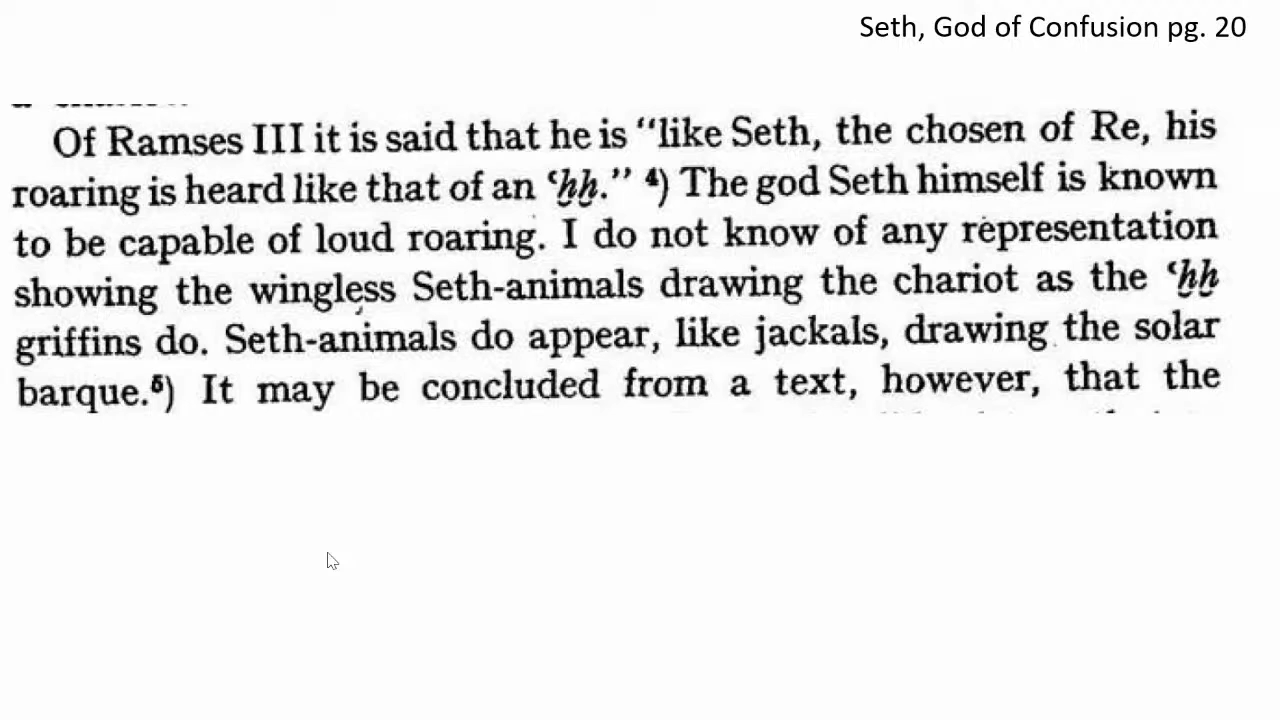 Seth, God of Confusion pg. 20
Of Ramses III it is said that he is “like Seth, the chosen of Re, his
roaring is heard like that of an ʿẖẖ.” ⁴) The god Seth himself is known
to be capable of loud roaring. I do not know of any representation
showing the wingless Seth-animals drawing the chariot as the ʿẖẖ
griffins do. Seth-animals do appear, like jackals, drawing the solar
barque.⁵) It may be concluded from a text, however, that the